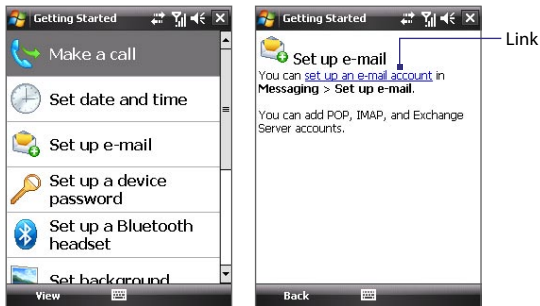 Getting Started
Make a call
Set date and time
Set up e-mail
Set up a device
password
Set up a Bluetooth
headset
Set background
View
Getting Started
Set up e-mail
You can set up an e-mail account in
Messaging > Set up e-mail.
You can add POP, IMAP, and Exchange
Server accounts.
Back
Link